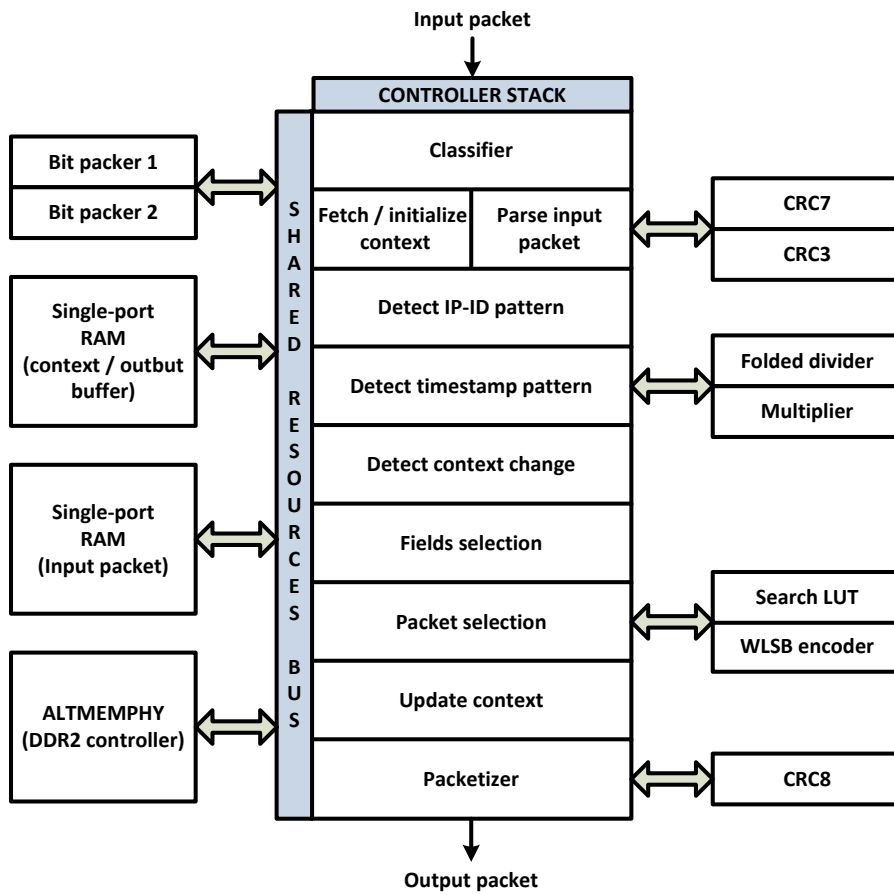 Input packet
CONTROLLER STACK
Bit packer 1
Bit packer 2
Single-port
RAM
(context / outbut
buffer)
Single-port
RAM
(Input packet)
ALTMEMPHY
(DDR2 controller)
SHARED RESOURCES BUS
Classifier
Fetch / initialize
context
Parse input
packet
Detect IP-ID pattern
Detect timestamp pattern
Detect context change
Fields selection
Packet selection
Update context
Packetizer
CRC7
CRC3
Folded divider
Multiplier
Search LUT
WLSB encoder
CRC8
Output packet